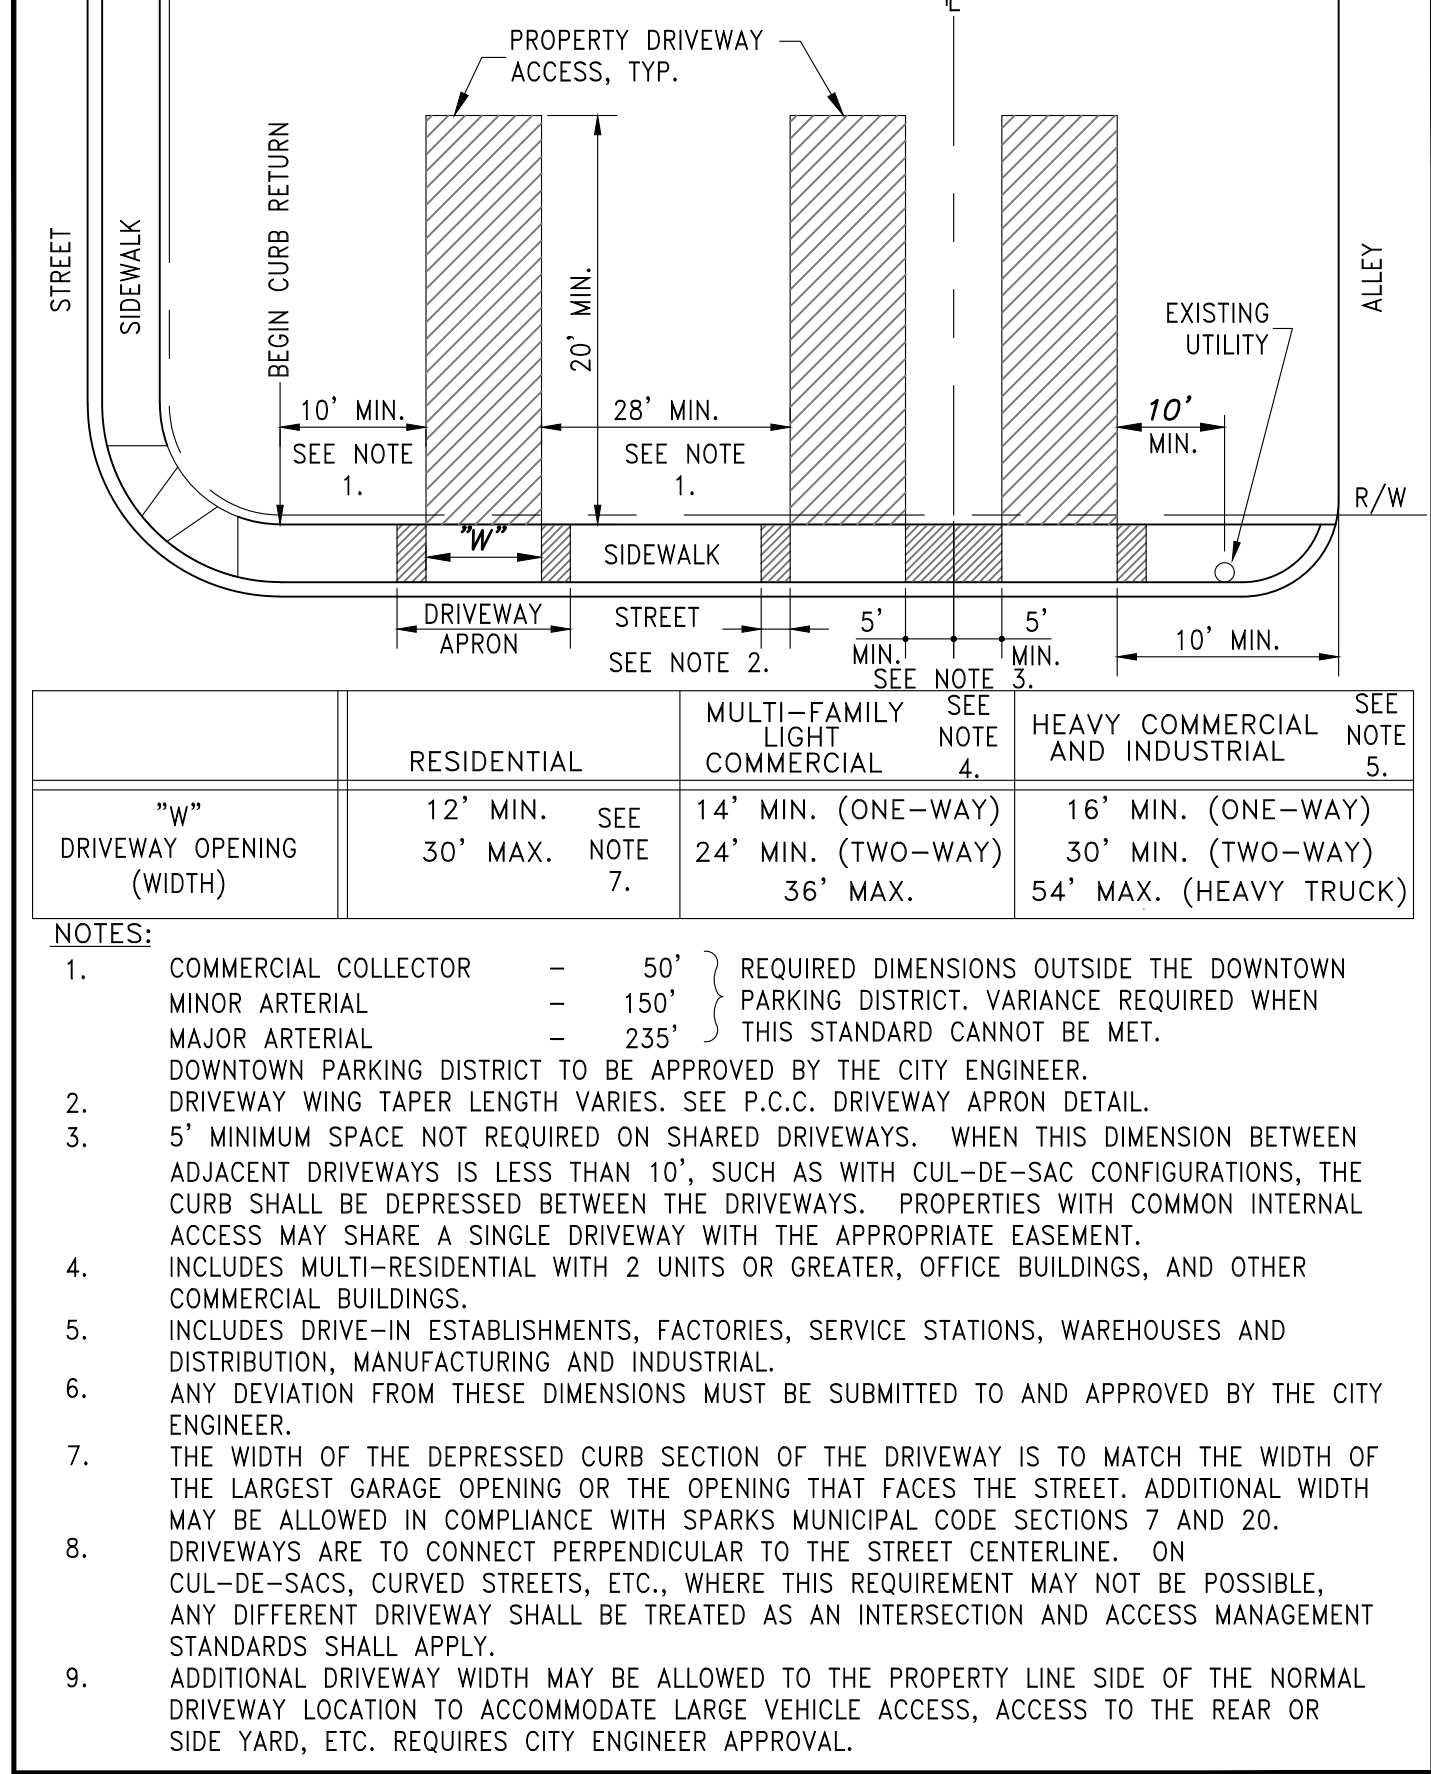 PROPERTY DRIVEWAY
ACCESS, TYP.
STREET
SIDEWALK
BEGIN CURB RETURN
20' MIN.
ALLEY
EXISTING
UTILITY
10' MIN.
SEE NOTE
1.
28' MIN.
SEE NOTE
1.
10'
MIN.
R/W
"W"
SIDEWALK
DRIVEWAY
APRON
STREET
SEE NOTE 2.
5'
MIN.
5'
MIN.
SEE NOTE 3.
10' MIN.
RESIDENTIAL
MULTI-FAMILY
LIGHT
COMMERCIAL
SEE
NOTE
4.
HEAVY COMMERCIAL
AND INDUSTRIAL
SEE
NOTE
5.
"W"
DRIVEWAY OPENING
(WIDTH)
12' MIN.
30' MAX.
SEE
NOTE
7.
14' MIN. (ONE-WAY)
24' MIN. (TWO-WAY)
36' MAX.
16' MIN. (ONE-WAY)
30' MIN. (TWO-WAY)
54' MAX. (HEAVY TRUCK)
NOTES:
1. COMMERCIAL COLLECTOR - 50'
MINOR ARTERIAL - 150'
MAJOR ARTERIAL - 235'
REQUIRED DIMENSIONS OUTSIDE THE DOWNTOWN
PARKING DISTRICT. VARIANCE REQUIRED WHEN
THIS STANDARD CANNOT BE MET.
DOWNTOWN PARKING DISTRICT TO BE APPROVED BY THE CITY ENGINEER.
2. DRIVEWAY WING TAPER LENGTH VARIES. SEE P.C.C. DRIVEWAY APRON DETAIL.
3. 5' MINIMUM SPACE NOT REQUIRED ON SHARED DRIVEWAYS. WHEN THIS DIMENSION BETWEEN
ADJACENT DRIVEWAYS IS LESS THAN 10', SUCH AS WITH CUL-DE-SAC CONFIGURATIONS, THE
CURB SHALL BE DEPRESSED BETWEEN THE DRIVEWAYS. PROPERTIES WITH COMMON INTERNAL
ACCESS MAY SHARE A SINGLE DRIVEWAY WITH THE APPROPRIATE EASEMENT.
4. INCLUDES MULTI-RESIDENTIAL WITH 2 UNITS OR GREATER, OFFICE BUILDINGS, AND OTHER
COMMERCIAL BUILDINGS.
5. INCLUDES DRIVE-IN ESTABLISHMENTS, FACTORIES, SERVICE STATIONS, WAREHOUSES AND
DISTRIBUTION, MANUFACTURING AND INDUSTRIAL.
6. ANY DEVIATION FROM THESE DIMENSIONS MUST BE SUBMITTED TO AND APPROVED BY THE CITY
ENGINEER.
7. THE WIDTH OF THE DEPRESSED CURB SECTION OF THE DRIVEWAY IS TO MATCH THE WIDTH OF
THE LARGEST GARAGE OPENING OR THE OPENING THAT FACES THE STREET. ADDITIONAL WIDTH
MAY BE ALLOWED IN COMPLIANCE WITH SPARKS MUNICIPAL CODE SECTIONS 7 AND 20.
8. DRIVEWAYS ARE TO CONNECT PERPENDICULAR TO THE STREET CENTERLINE. ON
CUL-DE-SACS, CURVED STREETS, ETC., WHERE THIS REQUIREMENT MAY NOT BE POSSIBLE,
ANY DIFFERENT DRIVEWAY SHALL BE TREATED AS AN INTERSECTION AND ACCESS MANAGEMENT
STANDARDS SHALL APPLY.
9. ADDITIONAL DRIVEWAY WIDTH MAY BE ALLOWED TO THE PROPERTY LINE SIDE OF THE NORMAL
DRIVEWAY LOCATION TO ACCOMMODATE LARGE VEHICLE ACCESS, ACCESS TO THE REAR OR
SIDE YARD, ETC. REQUIRES CITY ENGINEER APPROVAL.